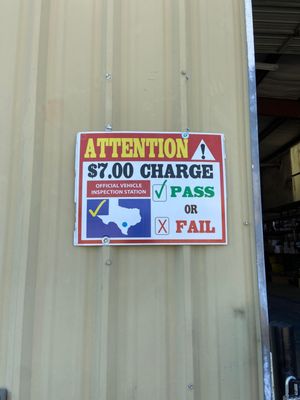 ATTENTION
$7.00 CHARGE
OFFICIAL VEHICLE
INSPECTION STATION
PASS
OR
FAIL